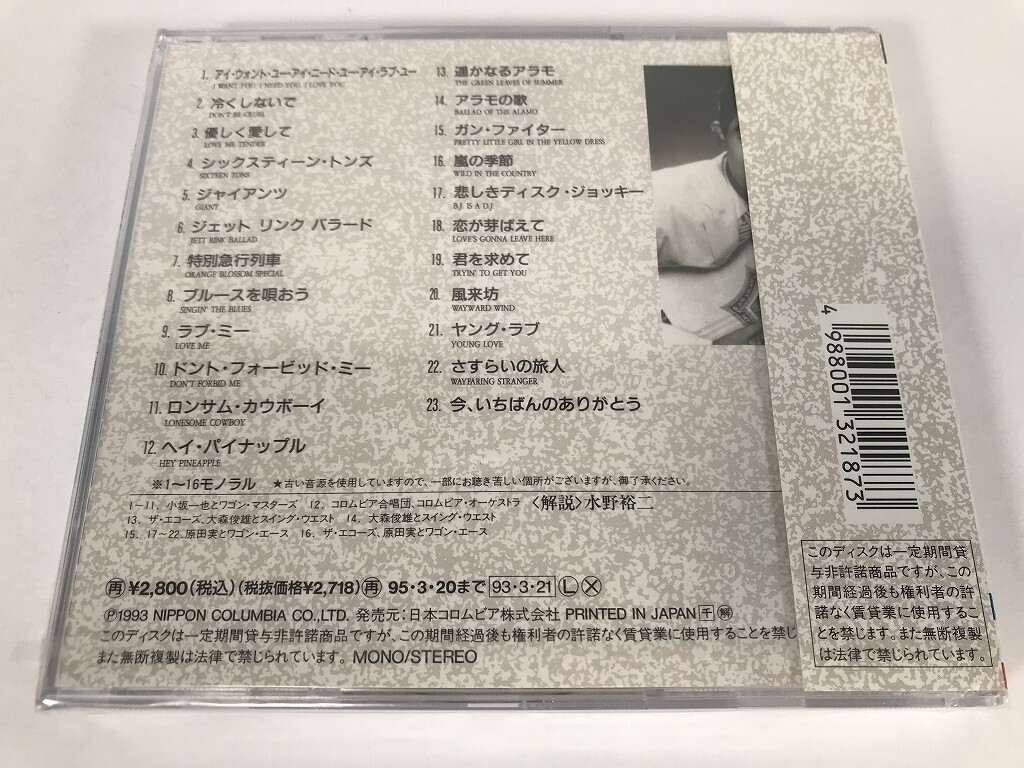 1. アイ・ウォント・ユー・アイ・ニード・ユー・アイ・ラブ・ユー
I WANT YOU, I NEED YOU, I LOVE YOU
2. 冷くしないで
DON'T BE CRUEL
3. 優しく愛して
LOVE ME TENDER
4. シックスティーン・トンズ
SIXTEEN TONS
5. ジャイアンツ
GIANT
6. ジェット リンク バラード
JETT RINK BALLAD
7. 特別急行列車
ORANGE BLOSSOM SPECIAL
8. ブルースを唄おう
SINGIN' THE BLUES
9. ラブ・ミー
LOVE ME
10. ドント・フォービッド・ミー
DON'T FORBID ME
11. ロンサム・カウボーイ
LONESOME COWBOY
12. ヘイ・パイナップル
HEY PINEAPPLE
13. 遥かなるアラモ
THE GREEN LEAVES OF SUMMER
14. アラモの歌
BALLAD OF THE ALAMO
15. ガン・ファイター
PRETTY LITTLE GIRL IN THE YELLOW DRESS
16. 嵐の季節
WILD IN THE COUNTRY
17. 悲しきディスク・ジョッキー
B.J. IS A D.J.
18. 恋が芽ばえて
LOVE'S GONNA LEAVE HERE
19. 君を求めて
TRYIN' TO GET YOU
20. 風来坊
WAYWARD WIND
21. ヤング・ラブ
YOUNG LOVE
22. さすらいの旅人
WAYFARING STRANGER
23. 今、いちばんのありがとう
※1〜16モノラル ★古い音源を使用していますので、一部にお聴き苦しい個所がございますが、御了承ください。
1〜11. 小坂一也とワゴン・マスターズ 12. コロムビア合唱団、コロムビア・オーケストラ 〈解説〉水野裕二
13. ザ・エコーズ、大森俊雄とスイング・ウエスト 14. 大森俊雄とスイング・ウエスト
15. 17〜22. 原田実とワゴン・エース 16. ザ・エコーズ、原田実とワゴン・エース
再 ¥2,800(税込)(税抜価格¥2,718) 再 95・3・20まで 93・3・21 L X
Ⓟ1993 NIPPON COLUMBIA CO.,LTD. 発売元:日本コロムビア株式会社 PRINTED IN JAPAN 千 解
このディスクは一定期間貸与非許諾商品ですが、この期間経過後も権利者の許諾なく賃貸業に使用することを禁じ
また無断複製は法律で禁じられています。 MONO/STEREO
4 988001 321873
このディスクは一定期間貸
与非許諾商品ですが、この
期間経過後も権利者の許
諾なく賃貸業に使用するこ
とを禁じます。また無断複製
は法律で禁じられています。